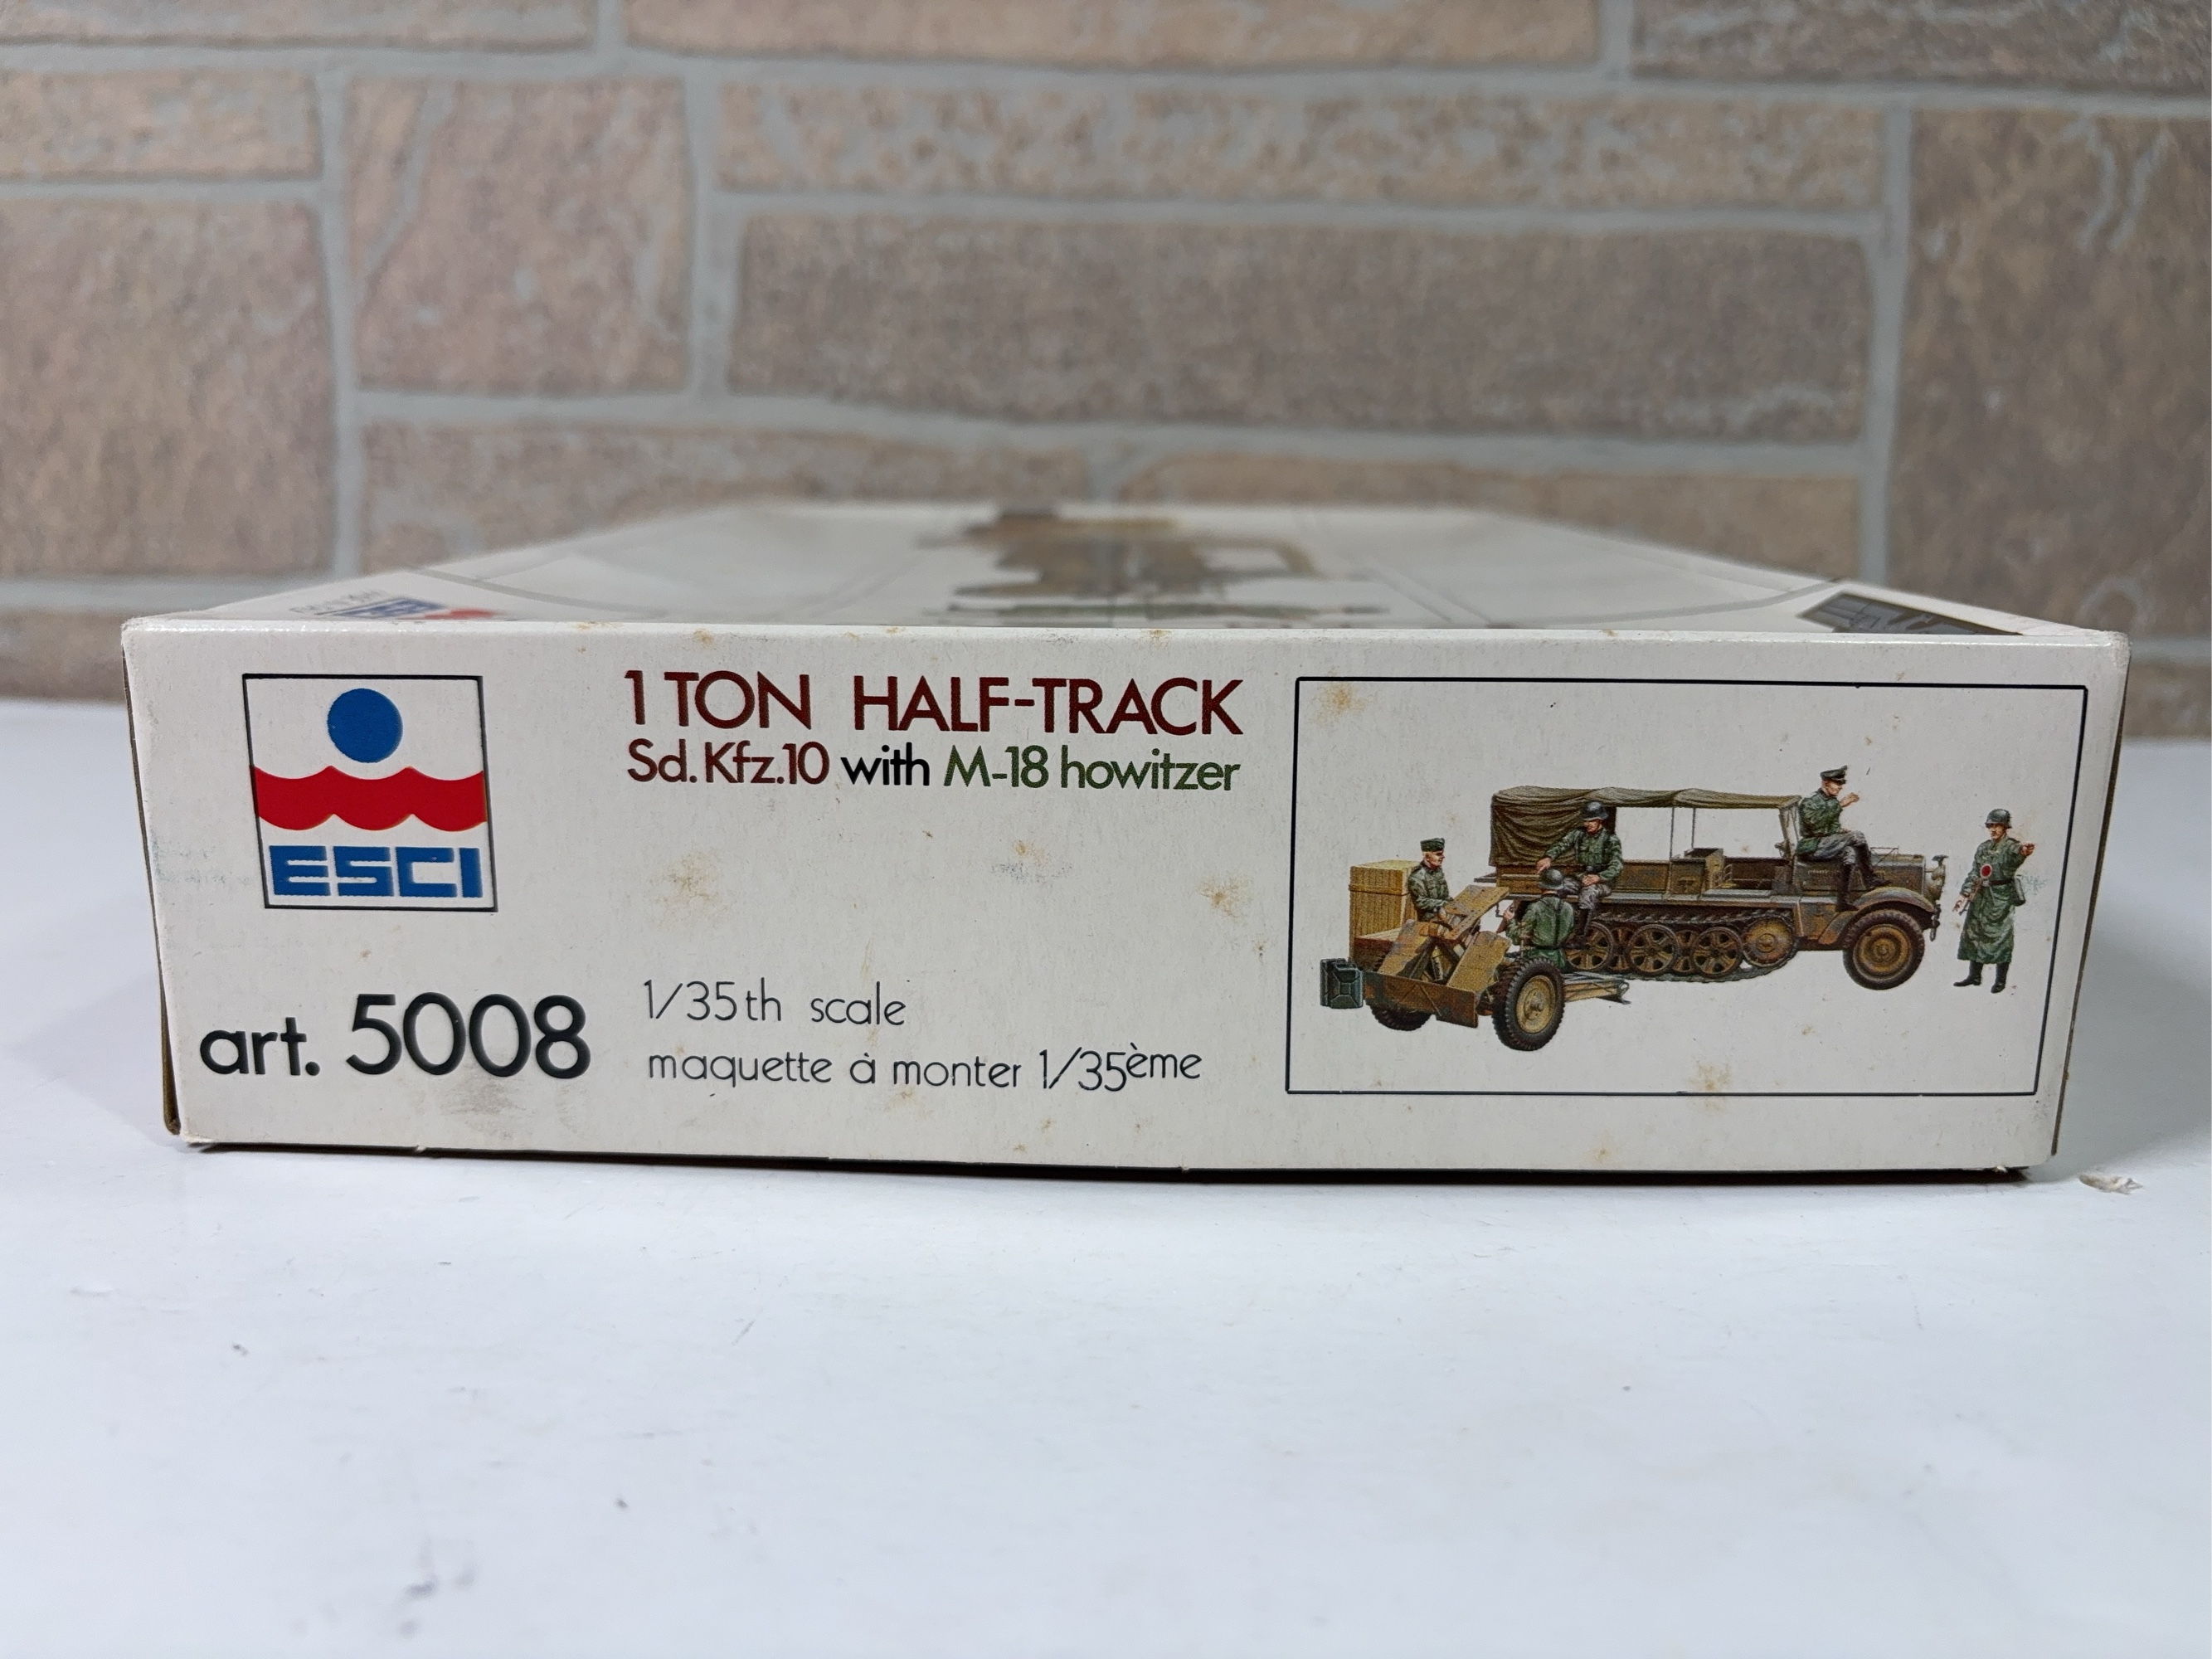 ESCI
1 TON HALF-TRACK
Sd.Kfz.10 with M-18 howitzer
art. 5008
1/35th scale
maquette à monter 1/35ème